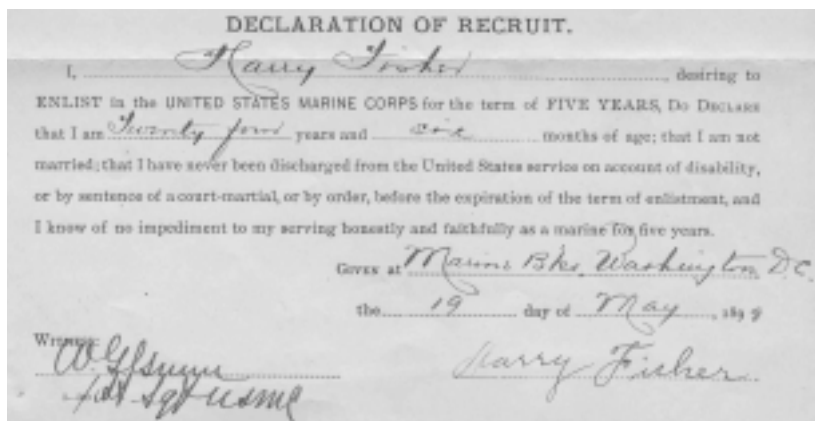 DECLARATION OF RECRUIT.
I, Harry Fisher, desiring to
ENLIST in the UNITED STATES MARINE CORPS for the term of FIVE YEARS, DO DECLARE
that I am Twenty four years and months of age; that I am not
married; that I have never been discharged from the United States service on account of disability,
or by sentence of a court-martial, or by order, before the expiration of the term of enlistment, and
I know of no impediment to my serving honestly and faithfully as a marine for five years.
GIVEN at Marine Bks. Washington D.C.
the 19 day of May, 1899
Witness:
Harry Fisher
USMC